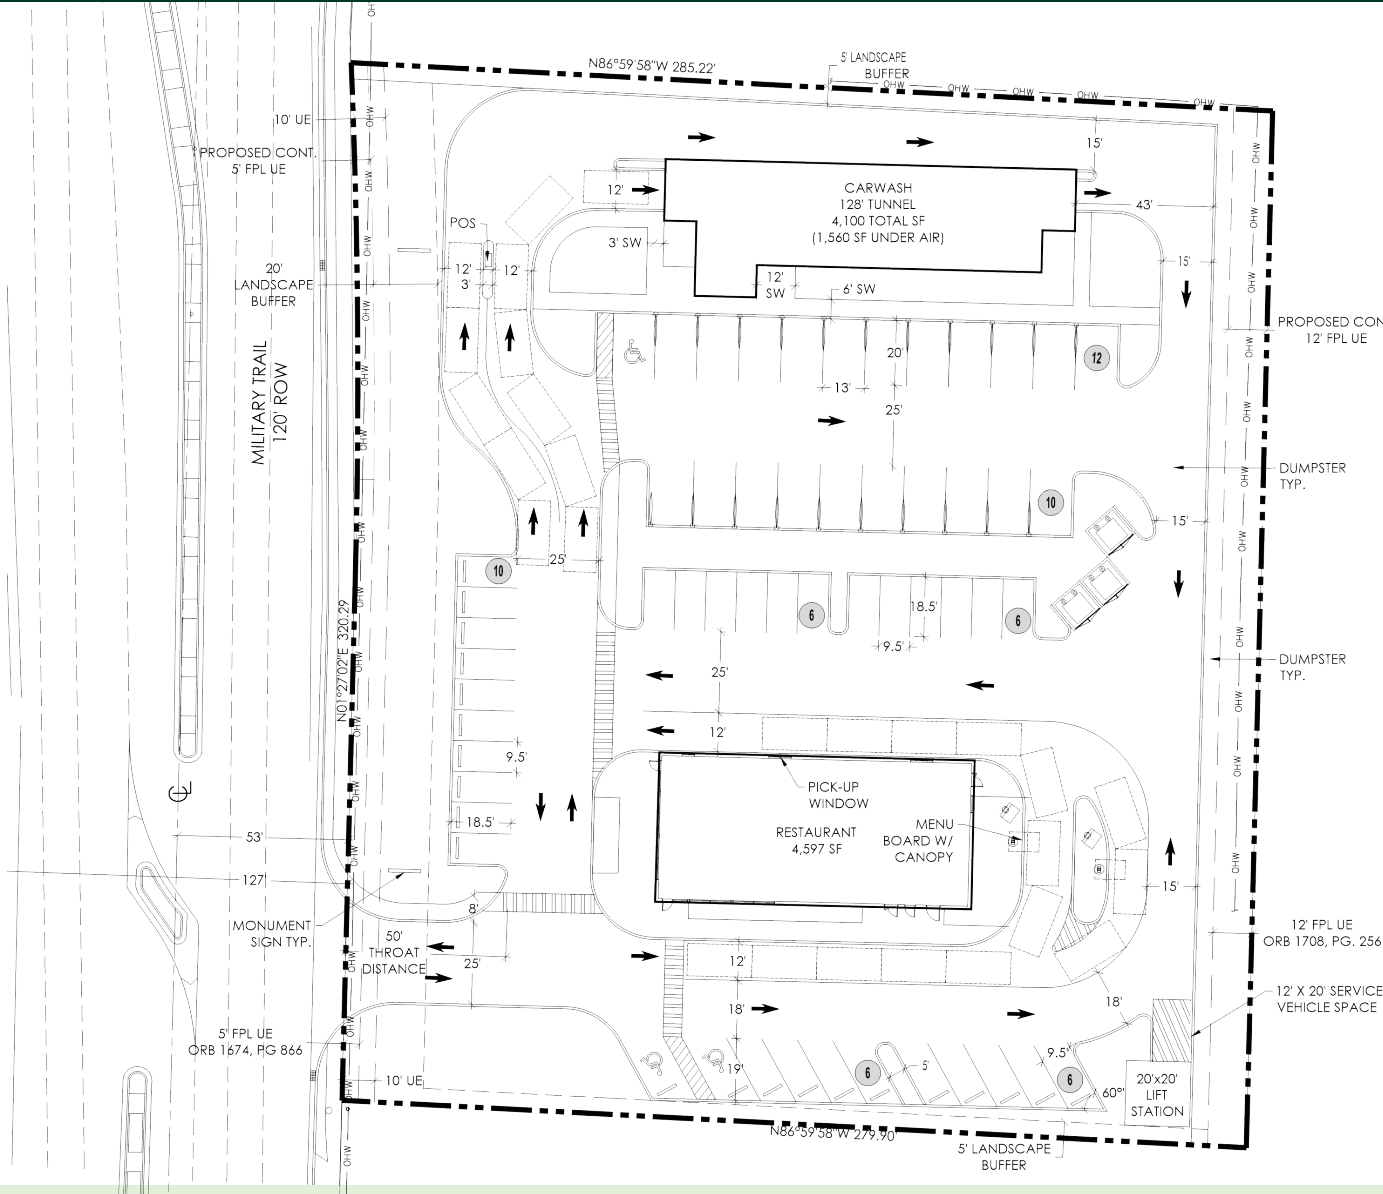 N86°59'58"W 285.22'
5' LANDSCAPE
BUFFER
OHW
OHW
OHW
OHW
OHW
OHW
10' UE
PROPOSED CONT.
5' FPL UE
15'
12'
CARWASH
128' TUNNEL
4,100 TOTAL SF
(1,560 SF UNDER AIR)
43'
POS
3' SW
20'
LANDSCAPE
BUFFER
12'
12'
3'
12'
SW
6' SW
15'
PROPOSED CON
12' FPL UE
MILITARY TRAIL
120' ROW
20'
12
13'
25'
DUMPSTER
TYP.
10
15'
25'
10
6
18.5'
6
9.5'
N01°27'02"E 320.29
25'
DUMPSTER
TYP.
12'
9.5'
PICK-UP
WINDOW
CL
18.5'
RESTAURANT
4,597 SF
MENU
BOARD W/
CANOPY
53'
127'
8'
15'
MONUMENT
SIGN TYP.
50'
THROAT
DISTANCE
25'
12'
12' FPL UE
ORB 1708, PG. 256
18'
18'
12' X 20' SERVICE
VEHICLE SPACE
5' FPL UE
ORB 1674, PG 866
10' UE
19'
6
5'
9.5'
6
60°
20'x20'
LIFT
STATION
N86°59'58"W 279.90'
5' LANDSCAPE
BUFFER